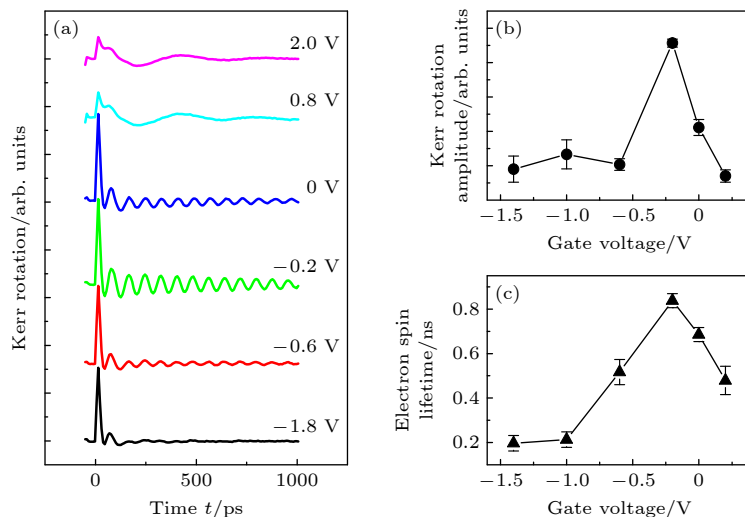 (a)
2.0 V
0.8 V
0 V
−0.2 V
−0.6 V
−1.8 V
Kerr rotation/arb. units
0 500 1000
Time t/ps
(b)
Kerr rotation
amplitude/arb. units
−1.5 −1.0 −0.5 0
Gate voltage/V
(c)
0.8
0.6
0.4
0.2
Electron spin
lifetime/ns
−1.5 −1.0 −0.5 0
Gate voltage/V